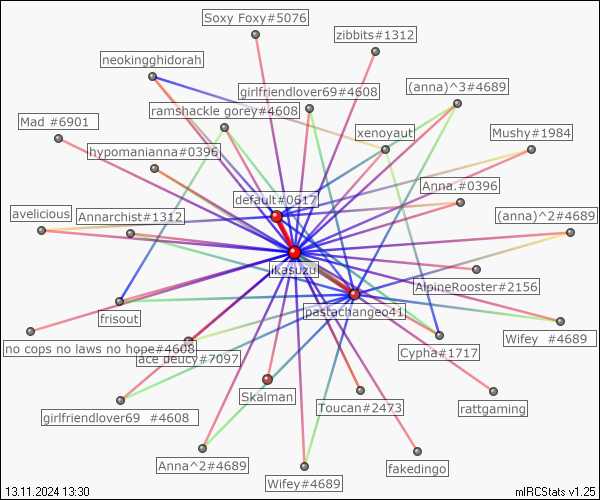 Soxy Foxy#5076
zibbits#1312
neokingghidorah
girlfriendlover69#4608
(anna)^3#4689
ramshackle gorey#4608
Mad #6901
xenoyaut
Mushy#1984
hypomanianna#0396
Anna.#0396
default#0617
avelicious
Annarchist#1312
(anna)^2#4689
ikasuzu
AlpineRooster#2156
pastachangeo41
frisout
Wifey #4689
no cops no laws no hope#4608
Cypha#1717
ace deucy#7097
Skalman
Toucan#2473
rattgaming
girlfriendlover69 #4608
Anna^2#4689
fakedingo
Wifey#4689
13.11.2024 13:30
mIRCStats v1.25